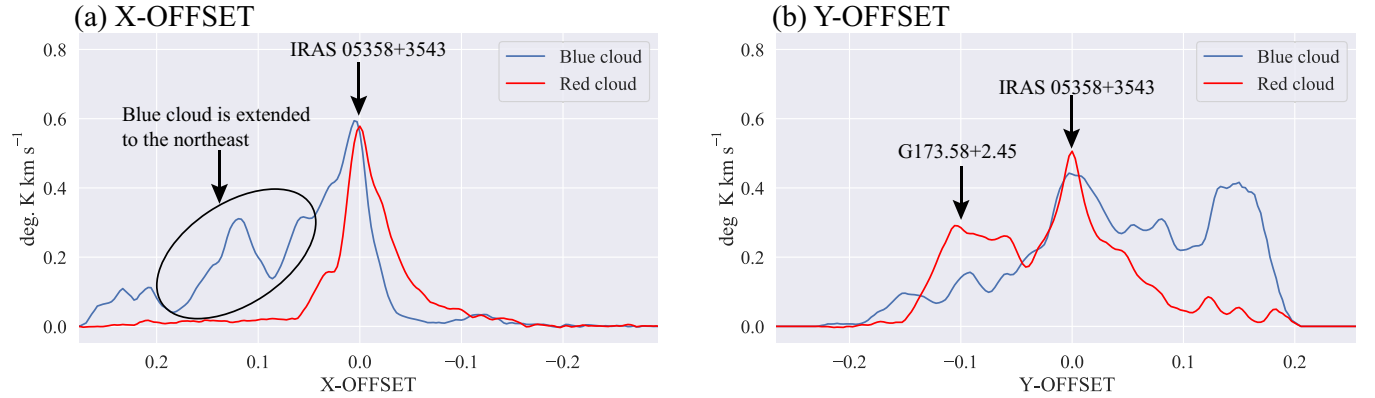 (a) X-OFFSET
IRAS 05358+3543
Blue cloud
Red cloud
Blue cloud is extended
to the northeast
0.8
0.6
0.4
0.2
0.0
deg. K km s⁻¹
0.2
0.1
0.0
−0.1
−0.2
X-OFFSET
(b) Y-OFFSET
Blue cloud
Red cloud
IRAS 05358+3543
G173.58+2.45
0.8
0.6
0.4
0.2
0.0
deg K km s⁻¹
−0.2
−0.1
0.0
0.1
0.2
Y-OFFSET